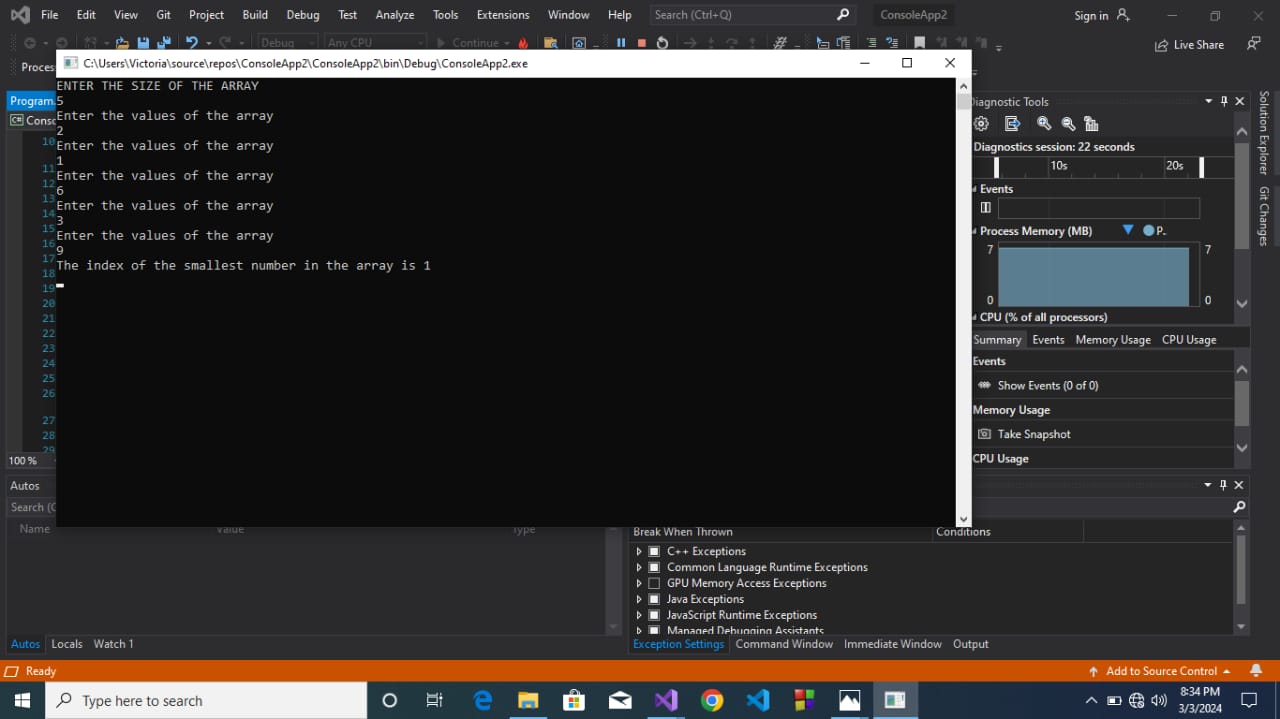 File Edit View Git Project Build Debug Test Analyze Tools Extensions Window Help Search (Ctrl+Q) ConsoleApp2 Sign in
Debug Any CPU Continue Live Share
Proces
C:\Users\Victoria\source\repos\ConsoleApp2\ConsoleApp2\bin\Debug\ConsoleApp2.exe
ENTER THE SIZE OF THE ARRAY
5
Enter the values of the array
2
Enter the values of the array
1
Enter the values of the array
6
Enter the values of the array
3
Enter the values of the array
9
The index of the smallest number in the array is 1
Program.
C# Conso
10
11
12
13
14
15
16
17
18
19
20
21
22
23
24
25
26
27
28
29
100 %
Diagnostic Tools
Diagnostics session: 22 seconds
10s 20s
Events
Process Memory (MB) P..
7 7
0 0
CPU (% of all processors)
Summary Events Memory Usage CPU Usage
Events
Show Events (0 of 0)
Memory Usage
Take Snapshot
CPU Usage
Solution Explorer
Git Changes
Autos
Search (C
Name Value Type
Autos Locals Watch 1
Break When Thrown Conditions
C++ Exceptions
Common Language Runtime Exceptions
GPU Memory Access Exceptions
Java Exceptions
JavaScript Runtime Exceptions
Managed Debugging Assistants
Exception Settings Command Window Immediate Window Output
Ready Add to Source Control
Type here to search
8:34 PM
3/3/2024